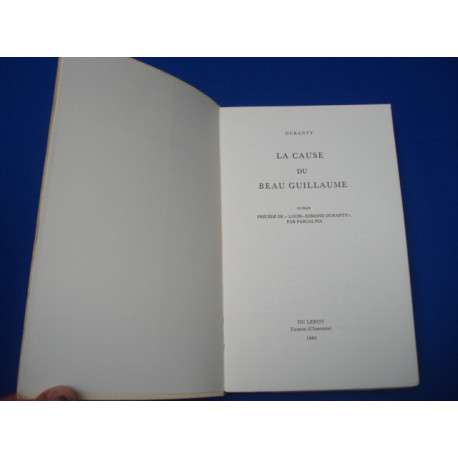 DURANTY
LA CAUSE
DU
BEAU GUILLAUME
roman
PRÉCÉDÉ DE « LOUIS-EDMOND DURANTY »,
PAR PASCAL PIA
DU LEROT
Tusson (Charente)